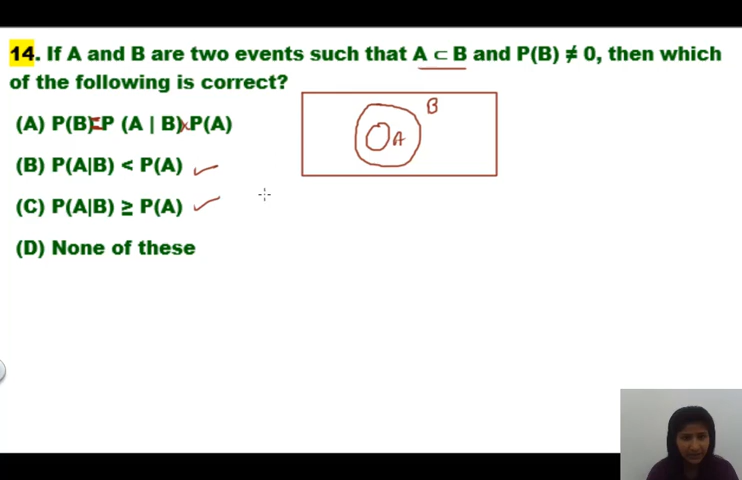 14. If A and B are two events such that A ⊂ B and P(B) ≠ 0, then which
of the following is correct?
(A) P(B)=P (A | B)×P(A)
(B) P(A|B) < P(A)
(C) P(A|B) ≥ P(A)
(D) None of these
B
A